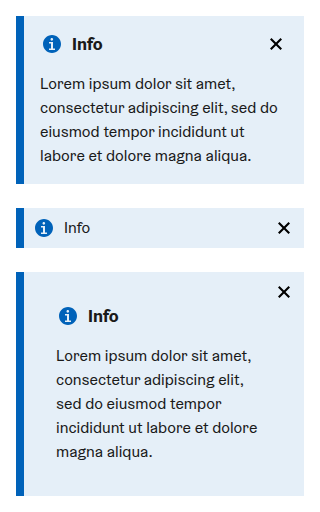 Info
Lorem ipsum dolor sit amet,
consectetur adipiscing elit, sed do
eiusmod tempor incididunt ut
labore et dolore magna aliqua.
Info
Info
Lorem ipsum dolor sit amet,
consectetur adipiscing elit,
sed do eiusmod tempor
incididunt ut labore et dolore
magna aliqua.